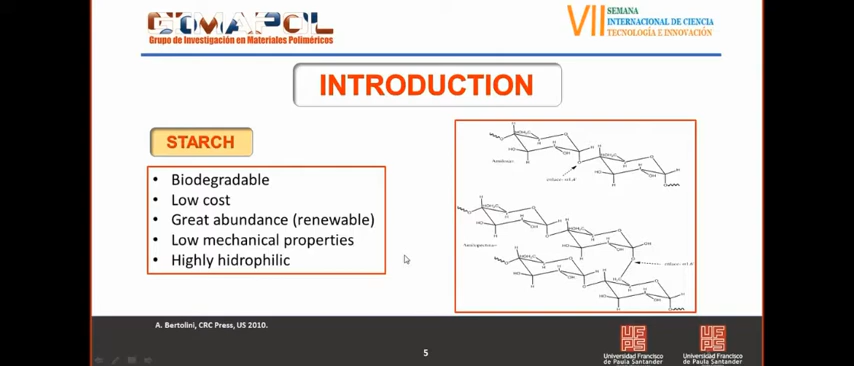 GIMAPOL
Grupo de Investigación en Materiales Poliméricos
VII SEMANA
INTERNACIONAL DE CIENCIA
TECNOLOGÍA E INNOVACIÓN
INTRODUCTION
STARCH
• Biodegradable
• Low cost
• Great abundance (renewable)
• Low mechanical properties
• Highly hidrophilic
A. Bertolini, CRC Press, US 2010.
5
UFPS
Universidad Francisco
de Paula Santander
UFPS
Universidad Francisco
de Paula Santander